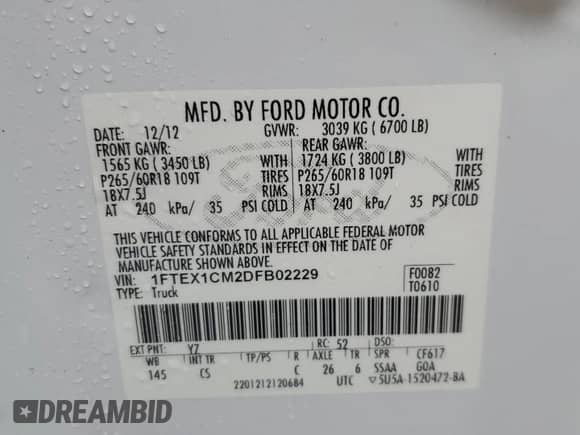 MFD. BY FORD MOTOR CO.
DATE: 12/12 GVWR: 3039 KG ( 6700 LB)
FRONT GAWR: REAR GAWR:
1565 KG ( 3450 LB) WITH 1724 KG ( 3800 LB) WITH
P265/60R18 109T TIRES P265/60R18 109T TIRES
18X7.5J RIMS 18X7.5J RIMS
AT 240 kPa/ 35 PSI COLD AT 240 kPa/ 35 PSI COLD
THIS VEHICLE CONFORMS TO ALL APPLICABLE FEDERAL MOTOR
VEHICLE SAFETY STANDARDS IN EFFECT ON THE DATE OF
MANUFACTURE SHOWN ABOVE.
VIN: 1FTEX1CM2DFB02229 F0082
TYPE: Truck T0610
EXT PNT: YZ RC: 52 DSO:
WB INT TR TP/PS R AXLE TR SPR CF617
145 CS C 26 6 SSAA GOA
2201212120684 UTC 5U5A-1520472-BA
DREAMBID